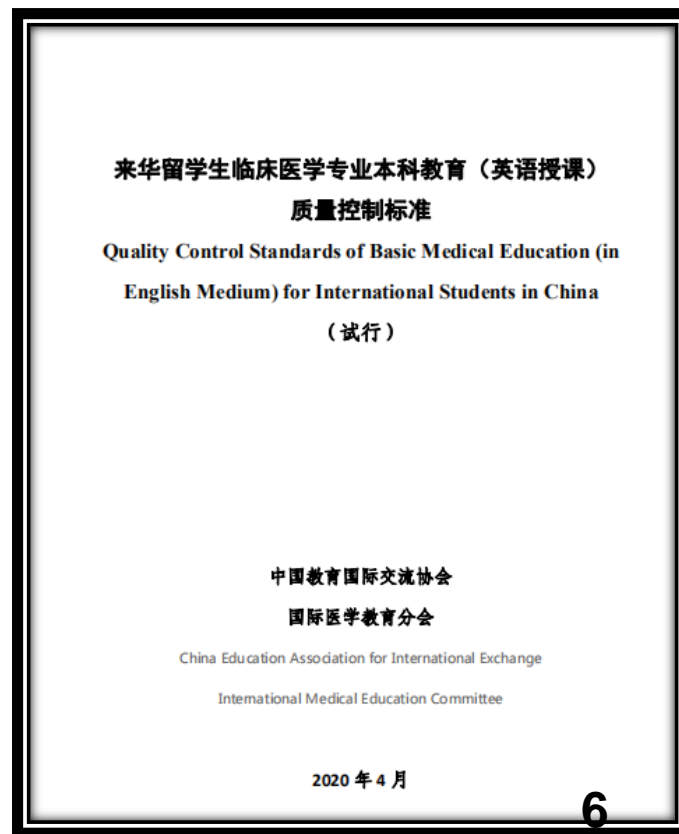 来华留学生临床医学专业本科教育（英语授课）
质量控制标准
Quality Control Standards of Basic Medical Education (in
English Medium) for International Students in China
（试行）
中国教育国际交流协会
国际医学教育分会
China Education Association for International Exchange
International Medical Education Committee
2020 年 4 月
6